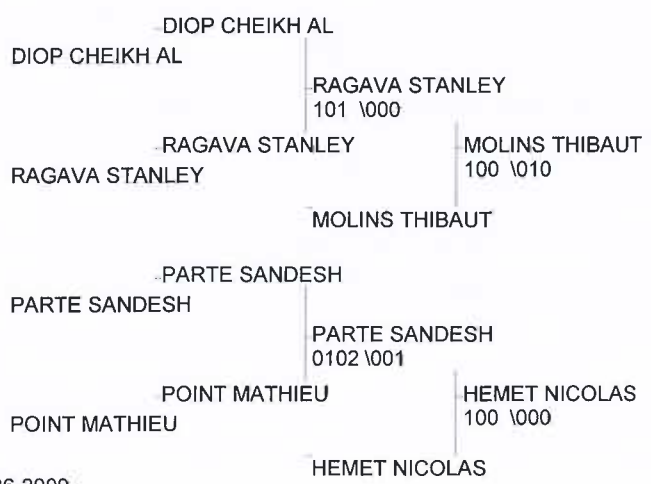 DIOP CHEIKH AL
DIOP CHEIKH AL
RAGAVA STANLEY
101 \000
RAGAVA STANLEY
MOLINS THIBAUT
100 \010
RAGAVA STANLEY
MOLINS THIBAUT
PARTE SANDESH
PARTE SANDESH
PARTE SANDESH
0102 \001
POINT MATHIEU
HEMET NICOLAS
100 \000
POINT MATHIEU
HEMET NICOLAS